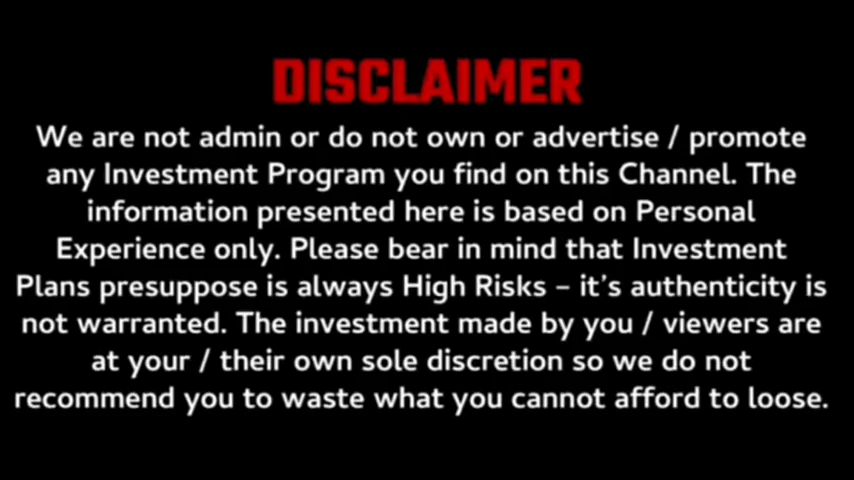 DISCLAIMER
We are not admin or do not own or advertise / promote
any Investment Program you find on this Channel. The
information presented here is based on Personal
Experience only. Please bear in mind that Investment
Plans presuppose is always High Risks – it's authenticity is
not warranted. The investment made by you / viewers are
at your / their own sole discretion so we do not
recommend you to waste what you cannot afford to loose.